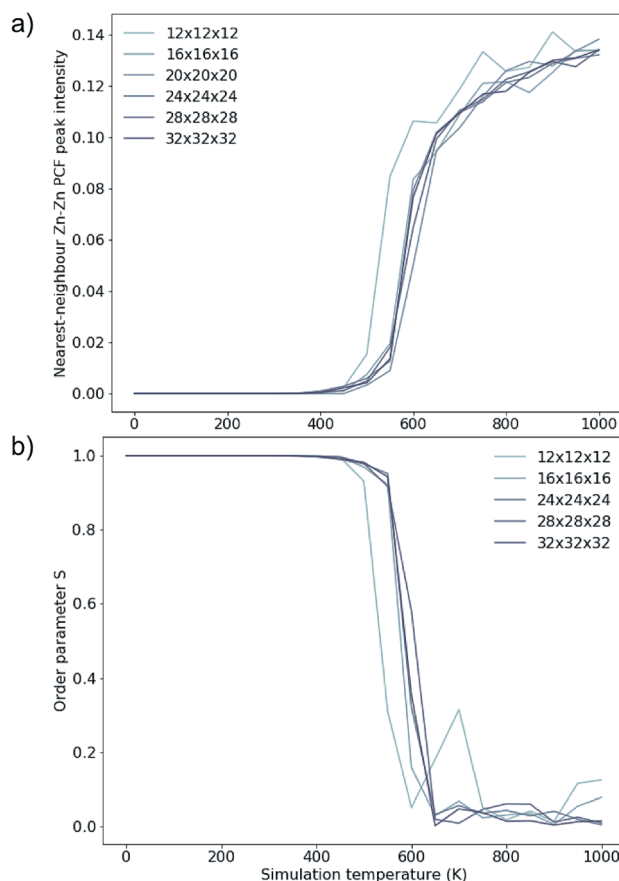 a)
12x12x12
16x16x16
20x20x20
24x24x24
28x28x28
32x32x32
Nearest-neighbour Zn-Zn PCF peak intensity
0.14
0.12
0.10
0.08
0.06
0.04
0.02
0.00
0 200 400 600 800 1000
b)
12x12x12
16x16x16
24x24x24
28x28x28
32x32x32
Order parameter S
1.0
0.8
0.6
0.4
0.2
0.0
0 200 400 600 800 1000
Simulation temperature (K)